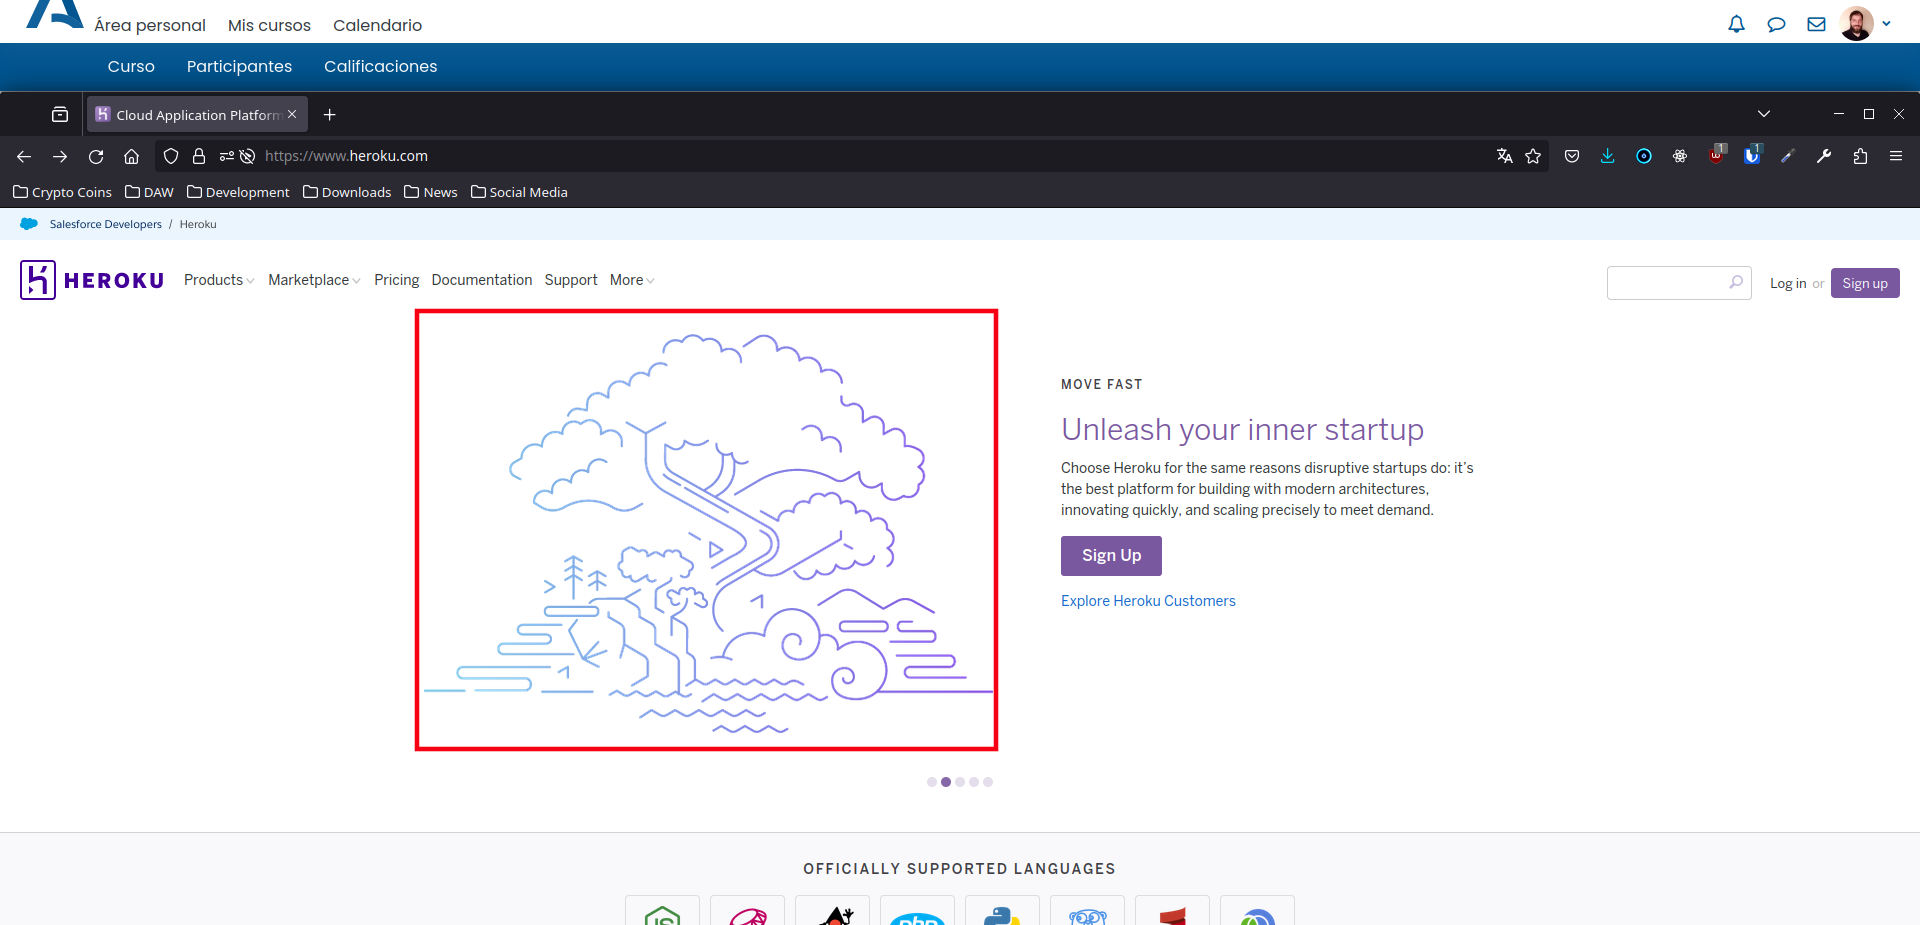 Área personal Mis cursos Calendario
Curso Participantes Calificaciones
Cloud Application Platform
https://www.heroku.com
1 1
Crypto Coins DAW Development Downloads News Social Media
Salesforce Developers / Heroku
HEROKU Products Marketplace Pricing Documentation Support More Log in or Sign up
MOVE FAST
Unleash your inner startup
Choose Heroku for the same reasons disruptive startups do: it's
the best platform for building with modern architectures,
innovating quickly, and scaling precisely to meet demand.
Sign Up
Explore Heroku Customers
OFFICIALLY SUPPORTED LANGUAGES
JS php